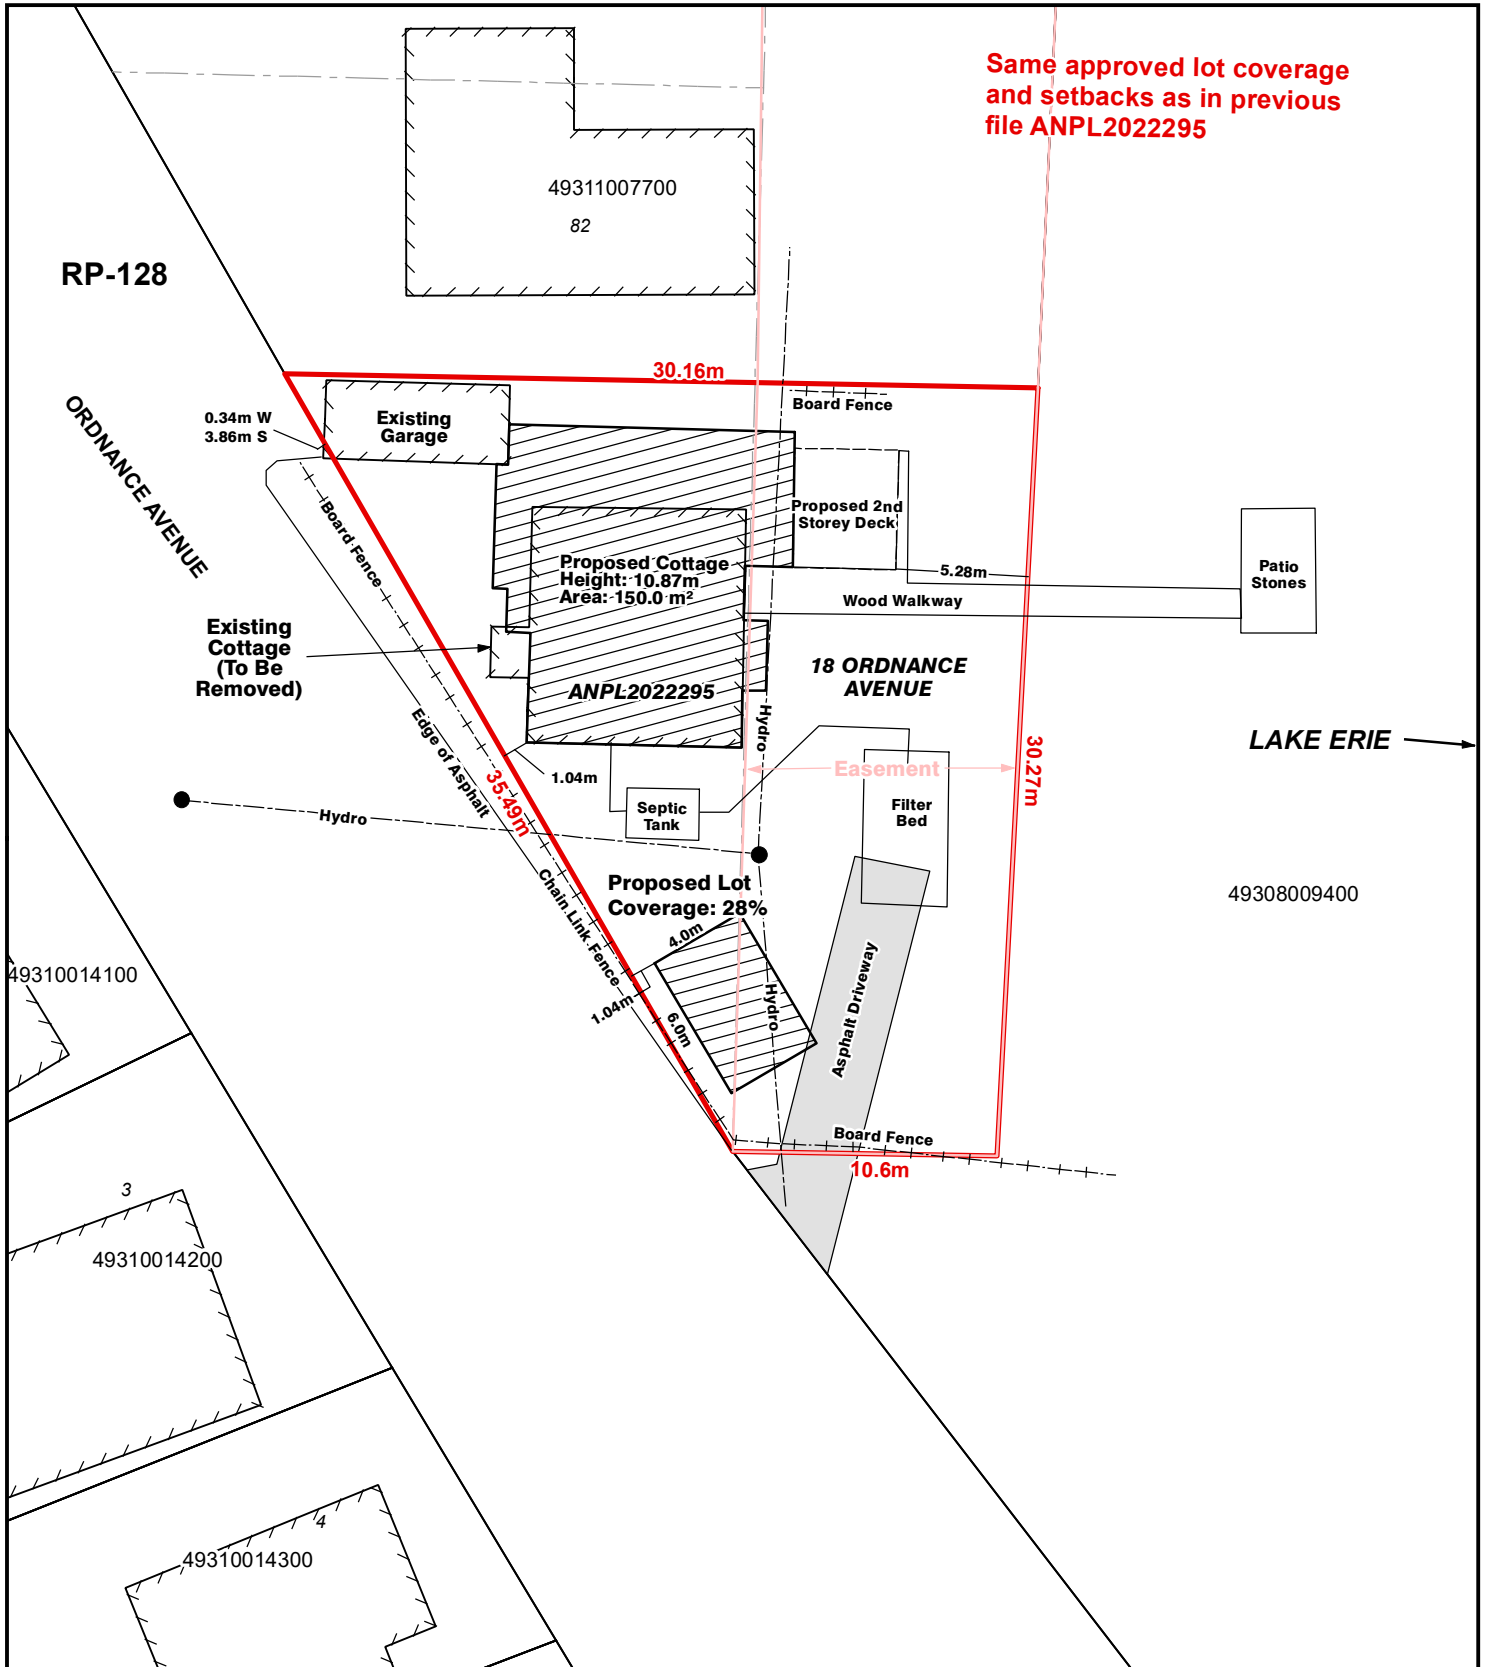 Same approved lot coverage
and setbacks as in previous
file ANPL2022295
49311007700
82
RP-128
30.16m
Board Fence
ORDNANCE AVENUE
0.34m W
3.86m S
Existing
Garage
Board Fence
Proposed 2nd
Storey Deck
Proposed Cottage
Height: 10.87m
Area: 150.0 m²
5.28m
Wood Walkway
Patio
Stones
Existing
Cottage
(To Be
Removed)
18 ORDNANCE
AVENUE
ANPL2022295
Hydro
Edge of Asphalt
LAKE ERIE
Easement
30.27m
1.04m
35.49m
Septic
Tank
Filter
Bed
Hydro
Proposed Lot
Coverage: 28%
Chain Link Fence
49308009400
4.0m
49310014100
1.04m
6.0m
Hydro
Asphalt Driveway
Board Fence
10.6m
3
49310014200
4
49310014300